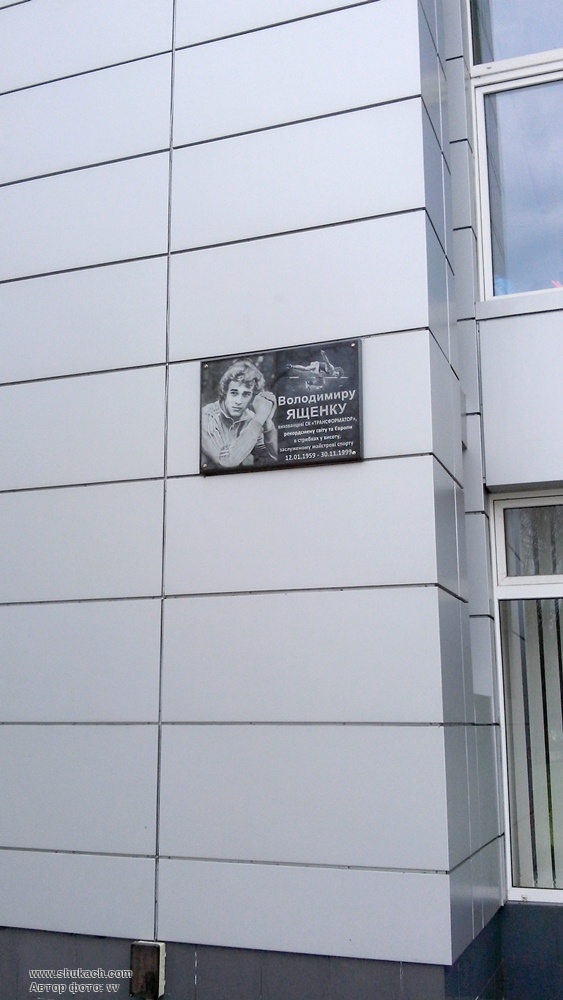 Володимиру
ЯЩЕНКУ
вихованцеві СК «ТРАНСФОРМАТОР»,
рекордсмену світу та Європи
в стрибках у висоту,
заслуженому майстрові спорту
12.01.1959 - 30.11.1999
www.shukach.com
Автор фото: vv